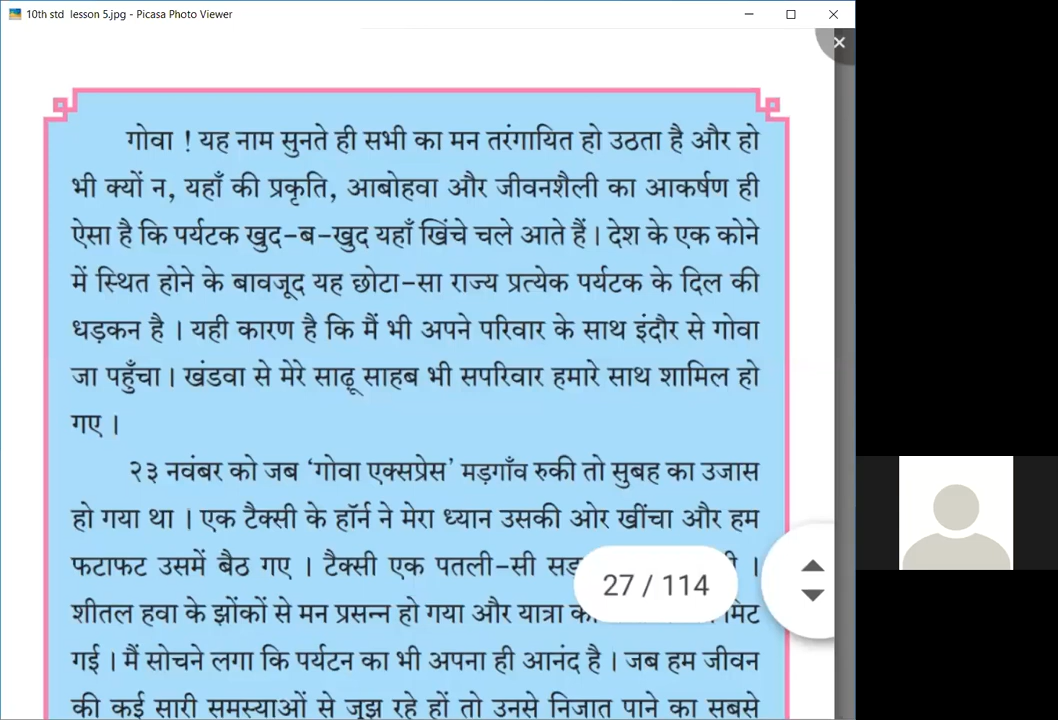 10th std lesson 5.jpg - Picasa Photo Viewer
गोवा ! यह नाम सुनते ही सभी का मन तरंगायित हो उठता है और हो
भी क्यों न, यहाँ की प्रकृति, आबोहवा और जीवनशैली का आकर्षण ही
ऐसा है कि पर्यटक खुद-ब-खुद यहाँ खिंचे चले आते हैं । देश के एक कोने
में स्थित होने के बावजूद यह छोटा-सा राज्य प्रत्येक पर्यटक के दिल की
धड़कन है । यही कारण है कि मैं भी अपने परिवार के साथ इंदौर से गोवा
जा पहुँचा । खंडवा से मेरे साढ़ू साहब भी सपरिवार हमारे साथ शामिल हो
गए ।
२३ नवंबर को जब ‘गोवा एक्सप्रेस’ मड़गाँव रुकी तो सुबह का उजास
हो गया था । एक टैक्सी के हॉर्न ने मेरा ध्यान उसकी ओर खींचा और हम
फटाफट उसमें बैठ गए । टैक्सी एक पतली-सी ।
27 / 114
शीतल हवा के झोंकों से मन प्रसन्न हो गया और यात्रा मिट
गई । मैं सोचने लगा कि पर्यटन का भी अपना ही आनंद है । जब हम जीवन
की कई सारी समस्याओं से जूझ रहे हों तो उनसे निजात पाने का सबसे